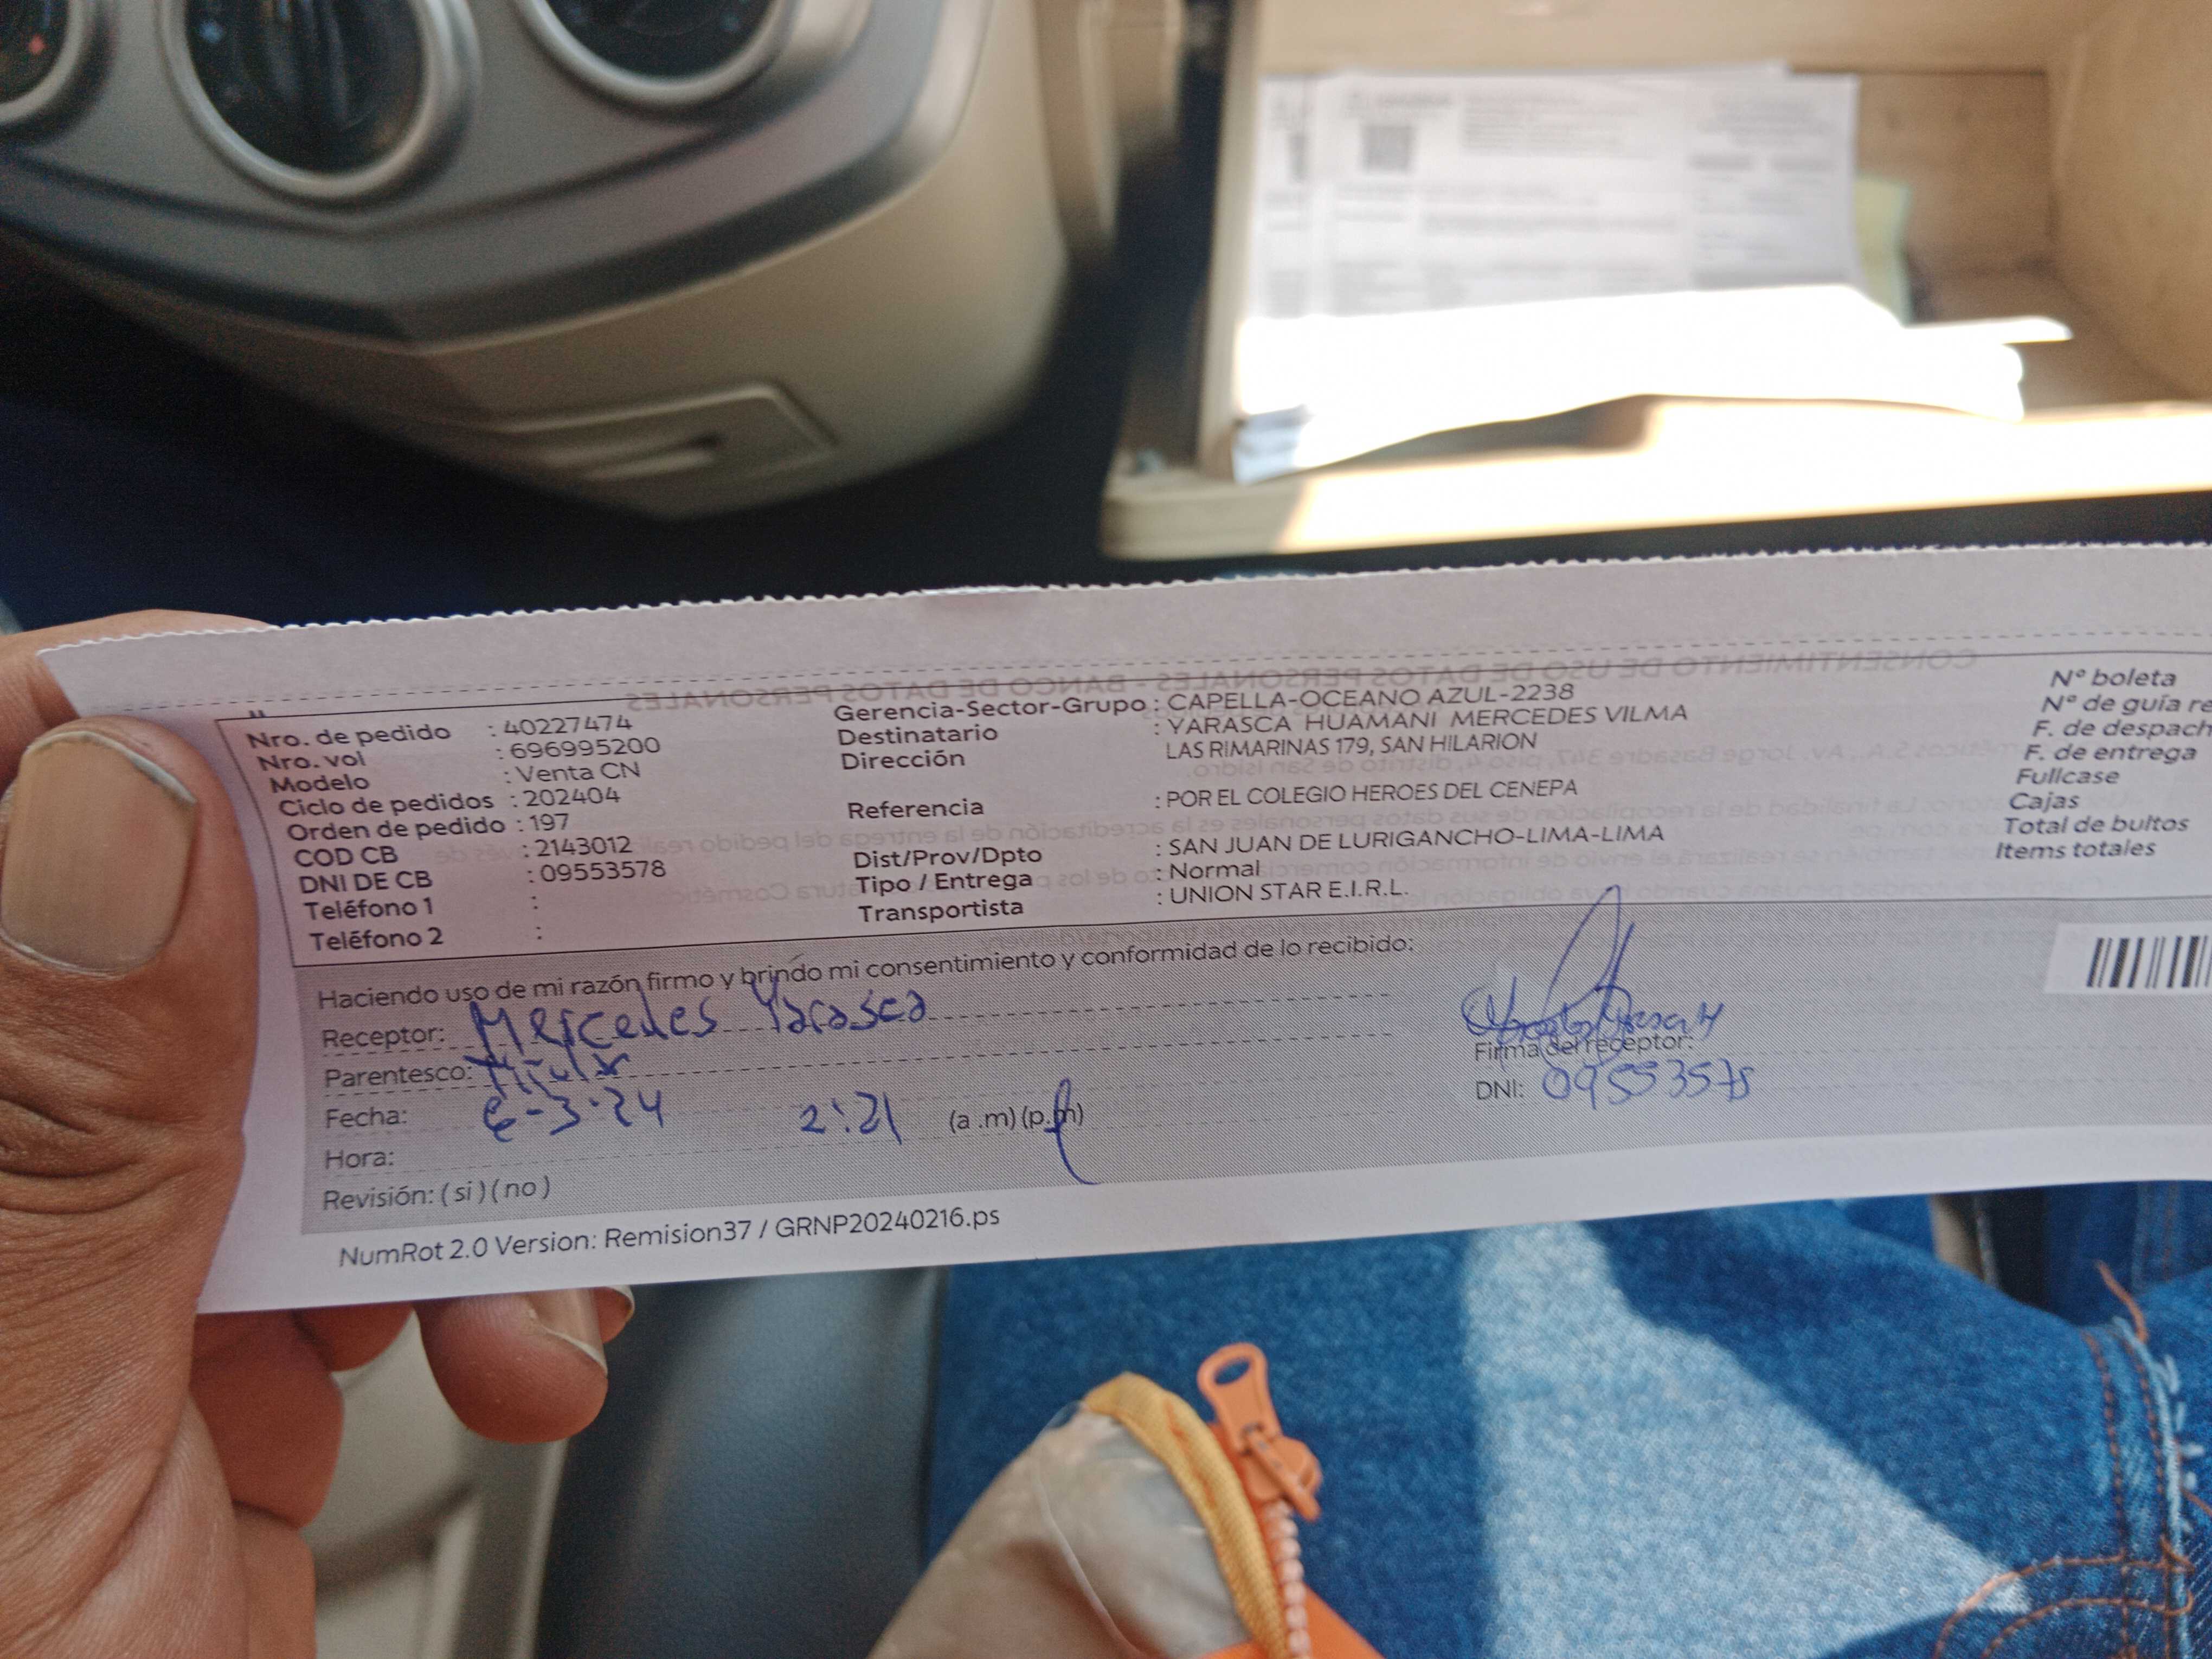 Nro. de pedido : 40227474
Nro. vol : 696995200
Modelo : Venta CN
Ciclo de pedidos : 202404
Orden de pedido : 197
COD CB : 2143012
DNI DE CB : 09553578
Teléfono 1 :
Teléfono 2 :
Gerencia-Sector-Grupo : CAPELLA-OCEANO AZUL-2238
Destinatario : YARASCA HUAMANI MERCEDES VILMA
Dirección LAS RIMARINAS 179, SAN HILARION
Referencia : POR EL COLEGIO HEROES DEL CENEPA
Dist/Prov/Dpto : SAN JUAN DE LURIGANCHO-LIMA-LIMA
Tipo / Entrega : Normal
Transportista : UNION STAR E.I.R.L.
N° boleta
N° de guía re
F. de despach
F. de entrega
Fullcase
Cajas
Total de bultos
Items totales
Haciendo uso de mi razón firmo y brindo mi consentimiento y conformidad de lo recibido:
Receptor: Mercedes Yarasca
Parentesco:
Fecha: 6-3-24 2:21 (a .m) (p.m)
Hora:
Revisión: ( si ) ( no )
Firma del receptor:
DNI: 09553578
NumRot 2.0 Version: Remision37 / GRNP20240216.ps